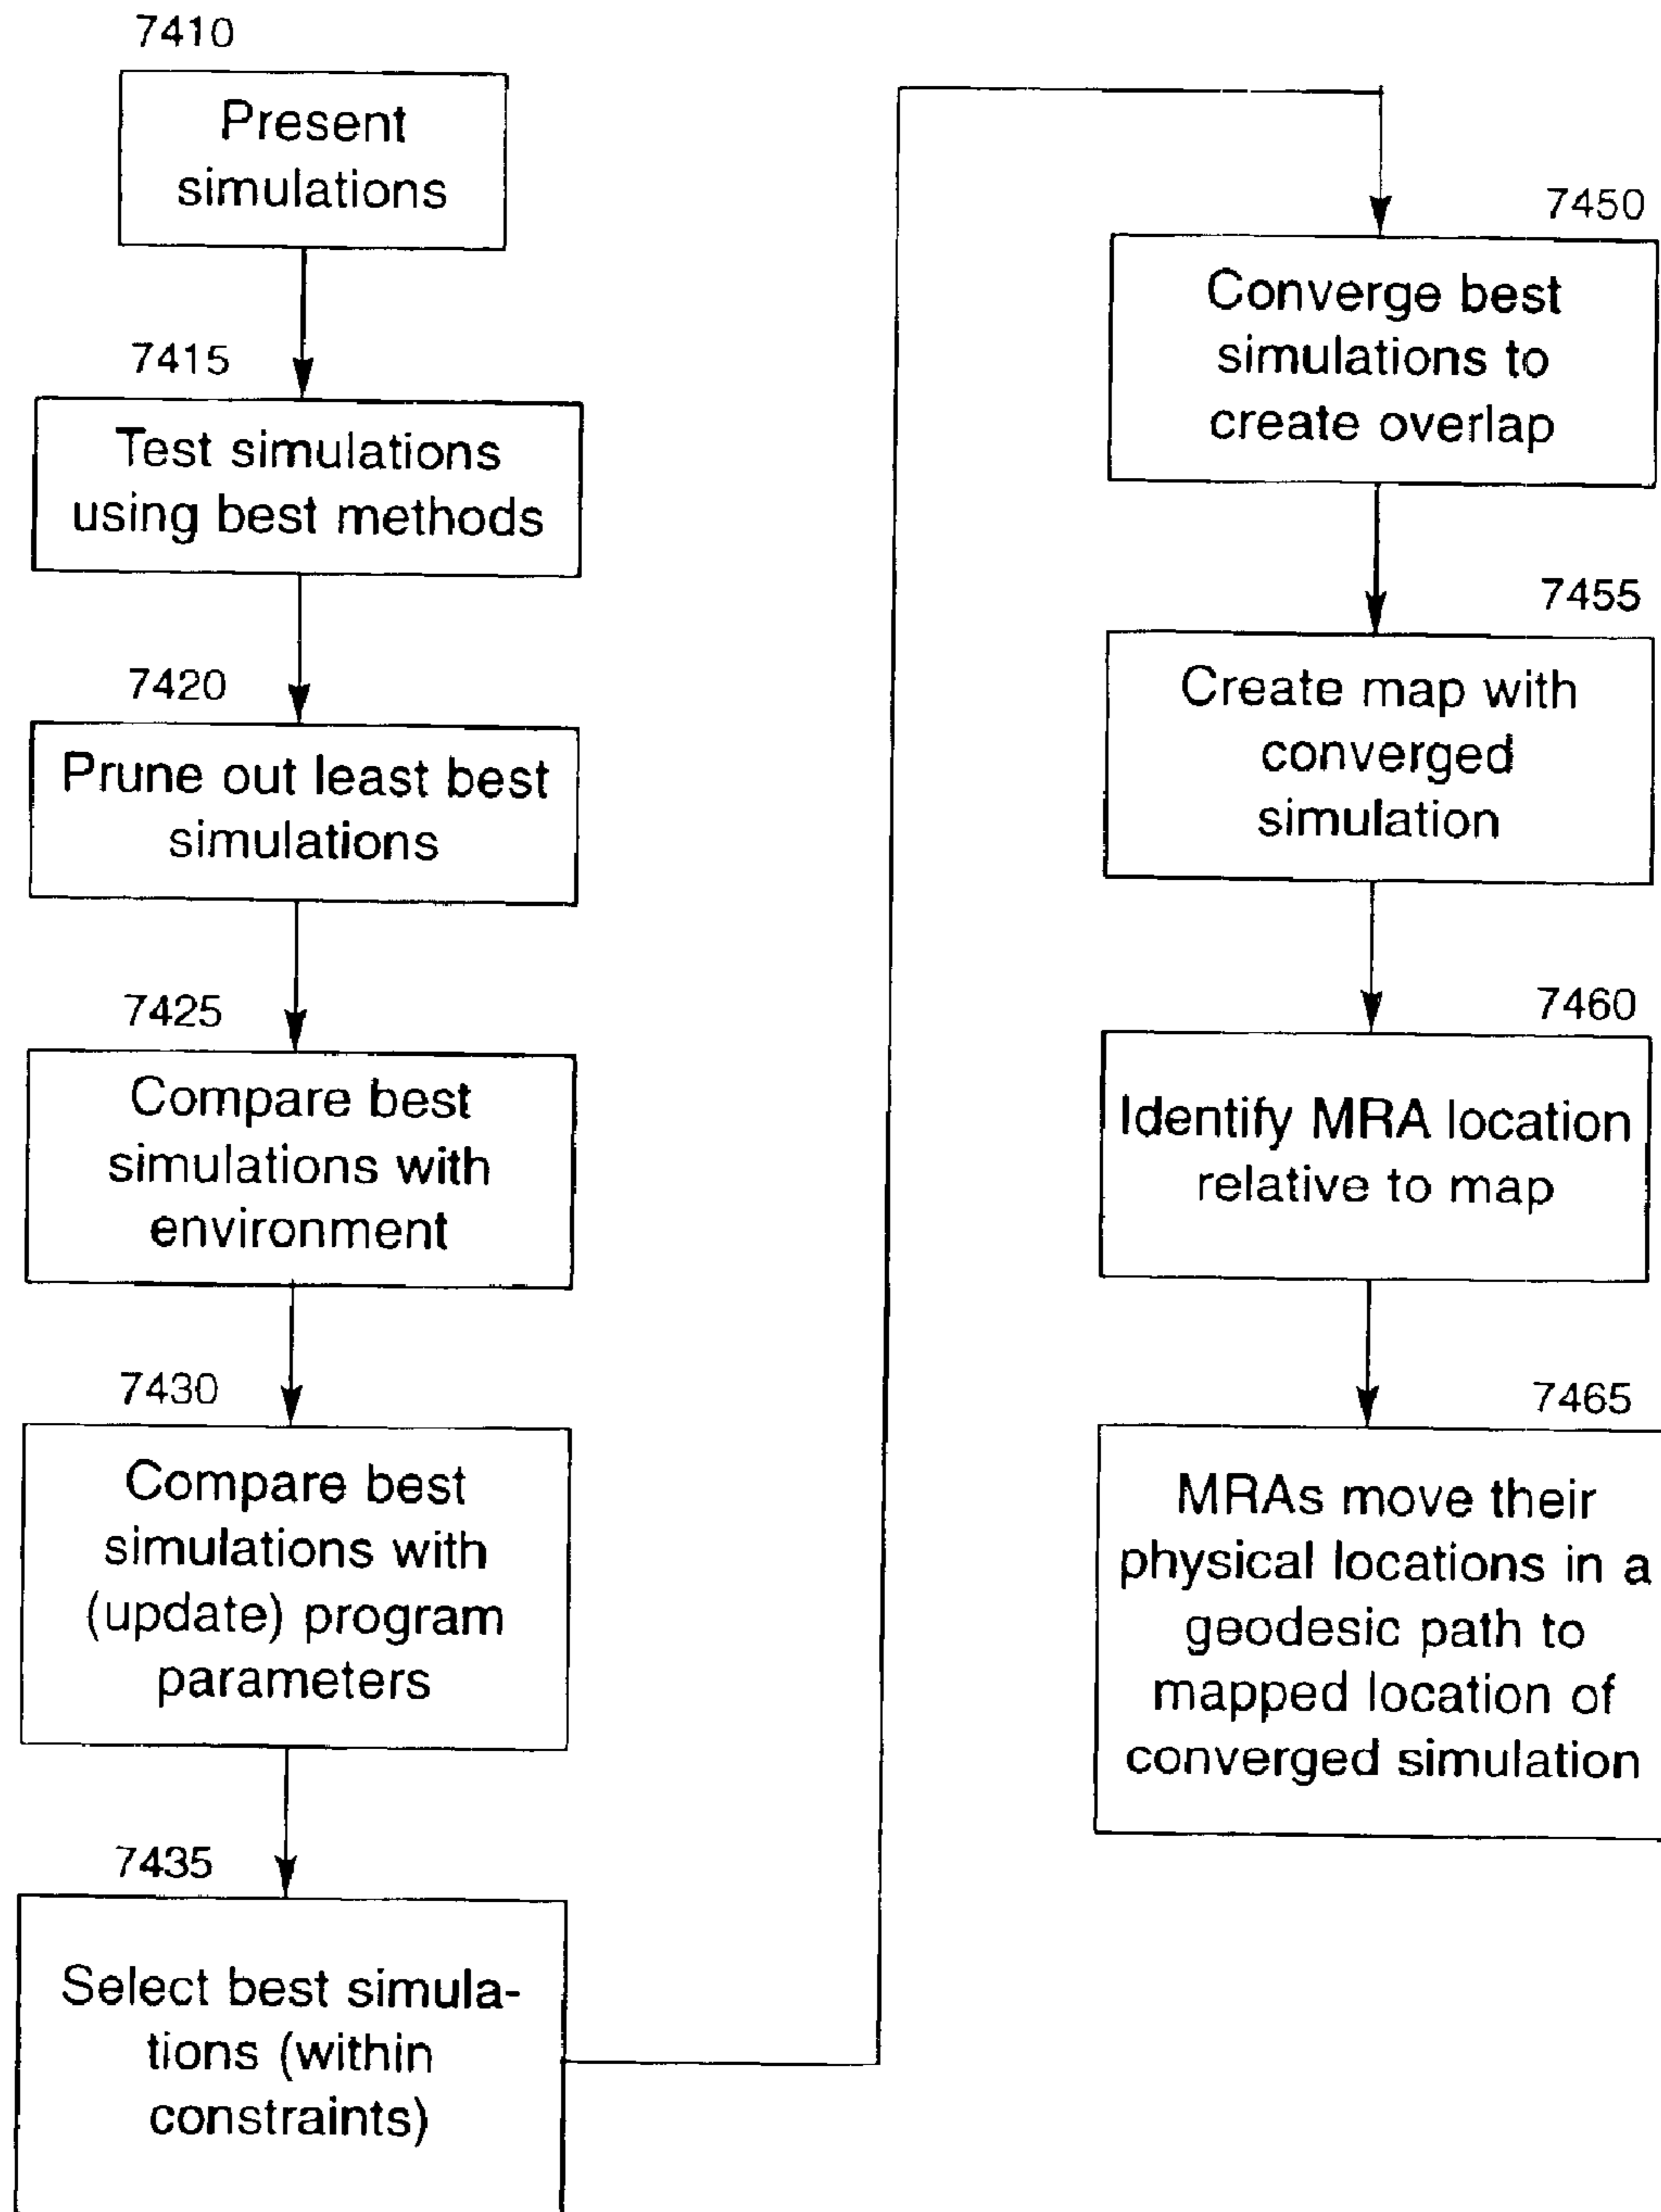 7410
Present
simulations
7415
Test simulations
using best methods
7420
Prune out least best
simulations
7425
Compare best
simulations with
environment
7430
Compare best
simulations with
(update) program
parameters
7435
Select best simula-
tions (within
constraints)
7450
Converge best
simulations to
create overlap
7455
Create map with
converged
simulation
7460
Identify MRA location
relative to map
7465
MRAs move their
physical locations in a
geodesic path to
mapped location of
converged simulation